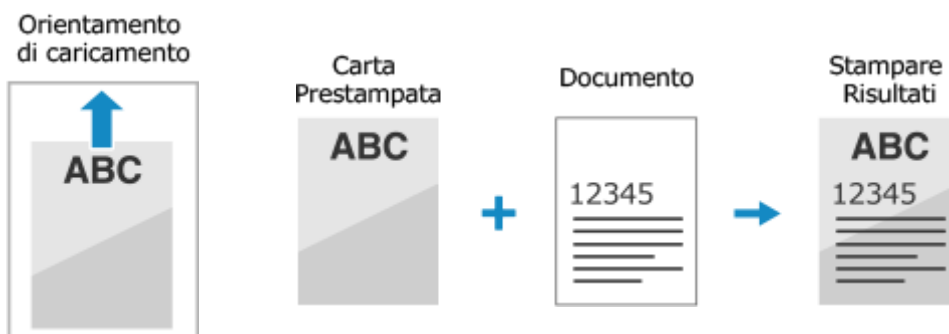 Orientamento
di caricamento
ABC
Carta
Prestampata
ABC
Documento
12345
Stampare
Risultati
ABC
12345